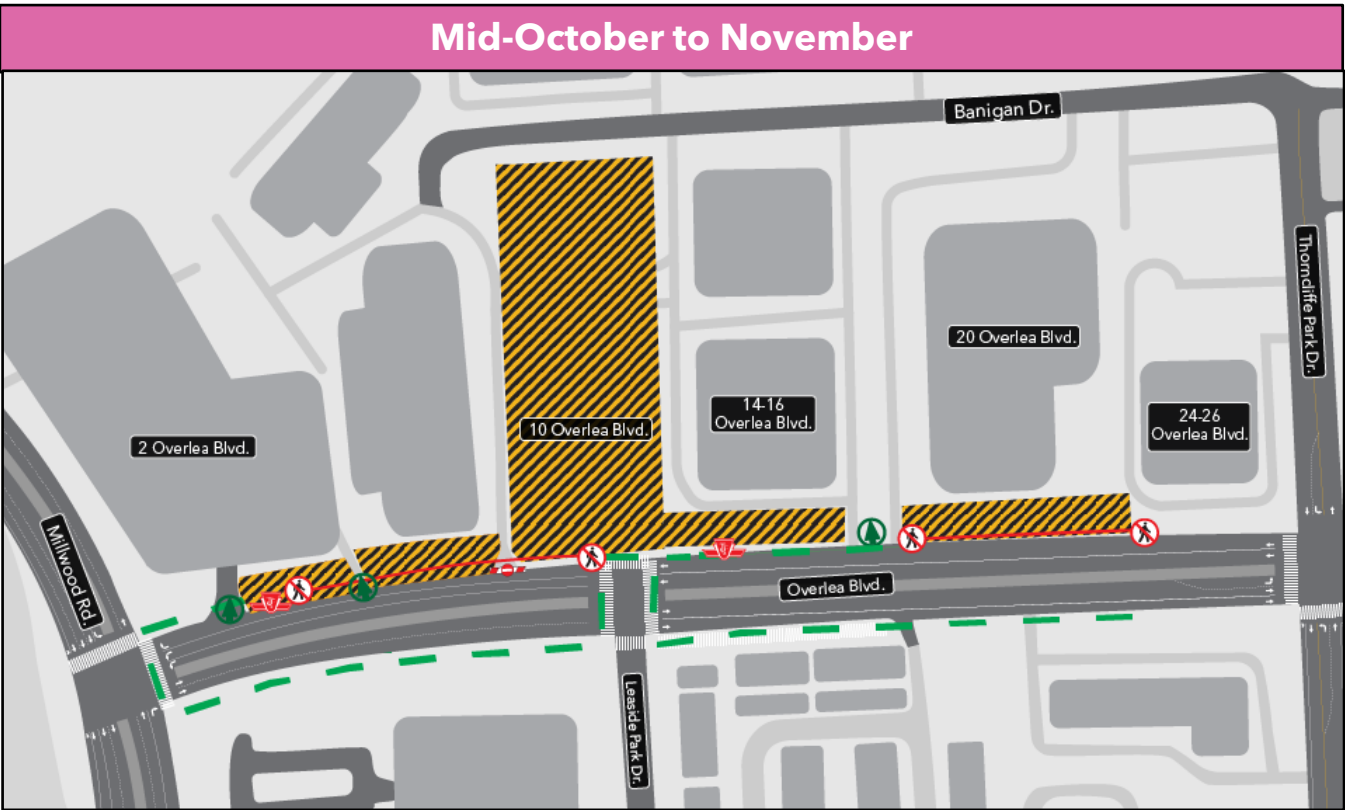 Mid-October to November
Banigan Dr.
Thorncliffe Park Dr.
20 Overlea Blvd.
14-16
Overlea Blvd.
24-26
Overlea Blvd.
10 Overlea Blvd.
2 Overlea Blvd.
Millwood Rd.
Overlea Blvd.
Leaside Park Dr.